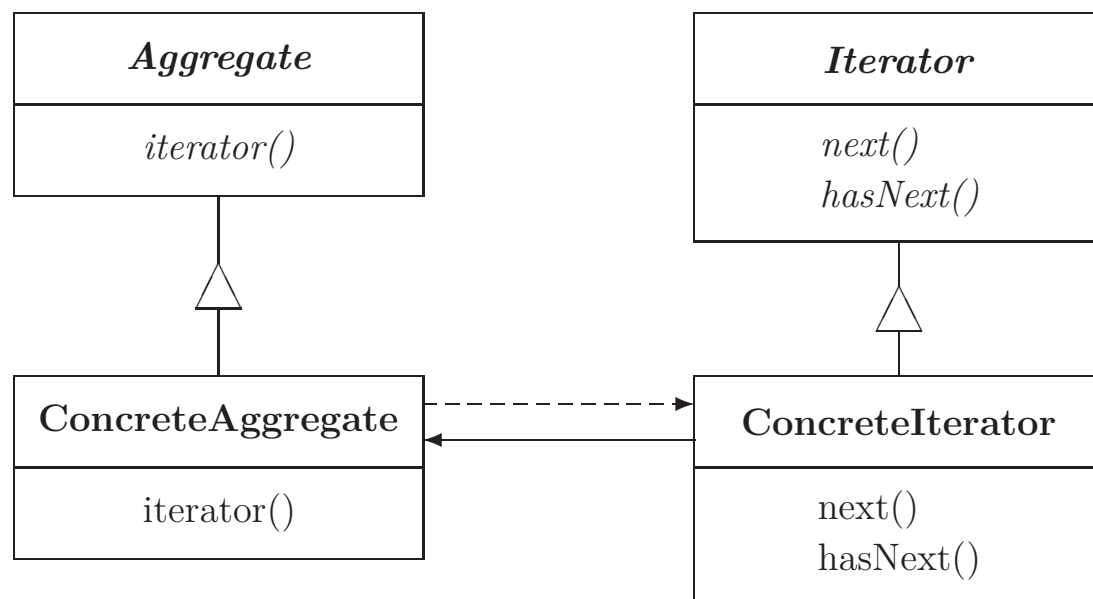 Aggregate
iterator()
Iterator
next()
hasNext()
ConcreteAggregate
iterator()
ConcreteIterator
next()
hasNext()